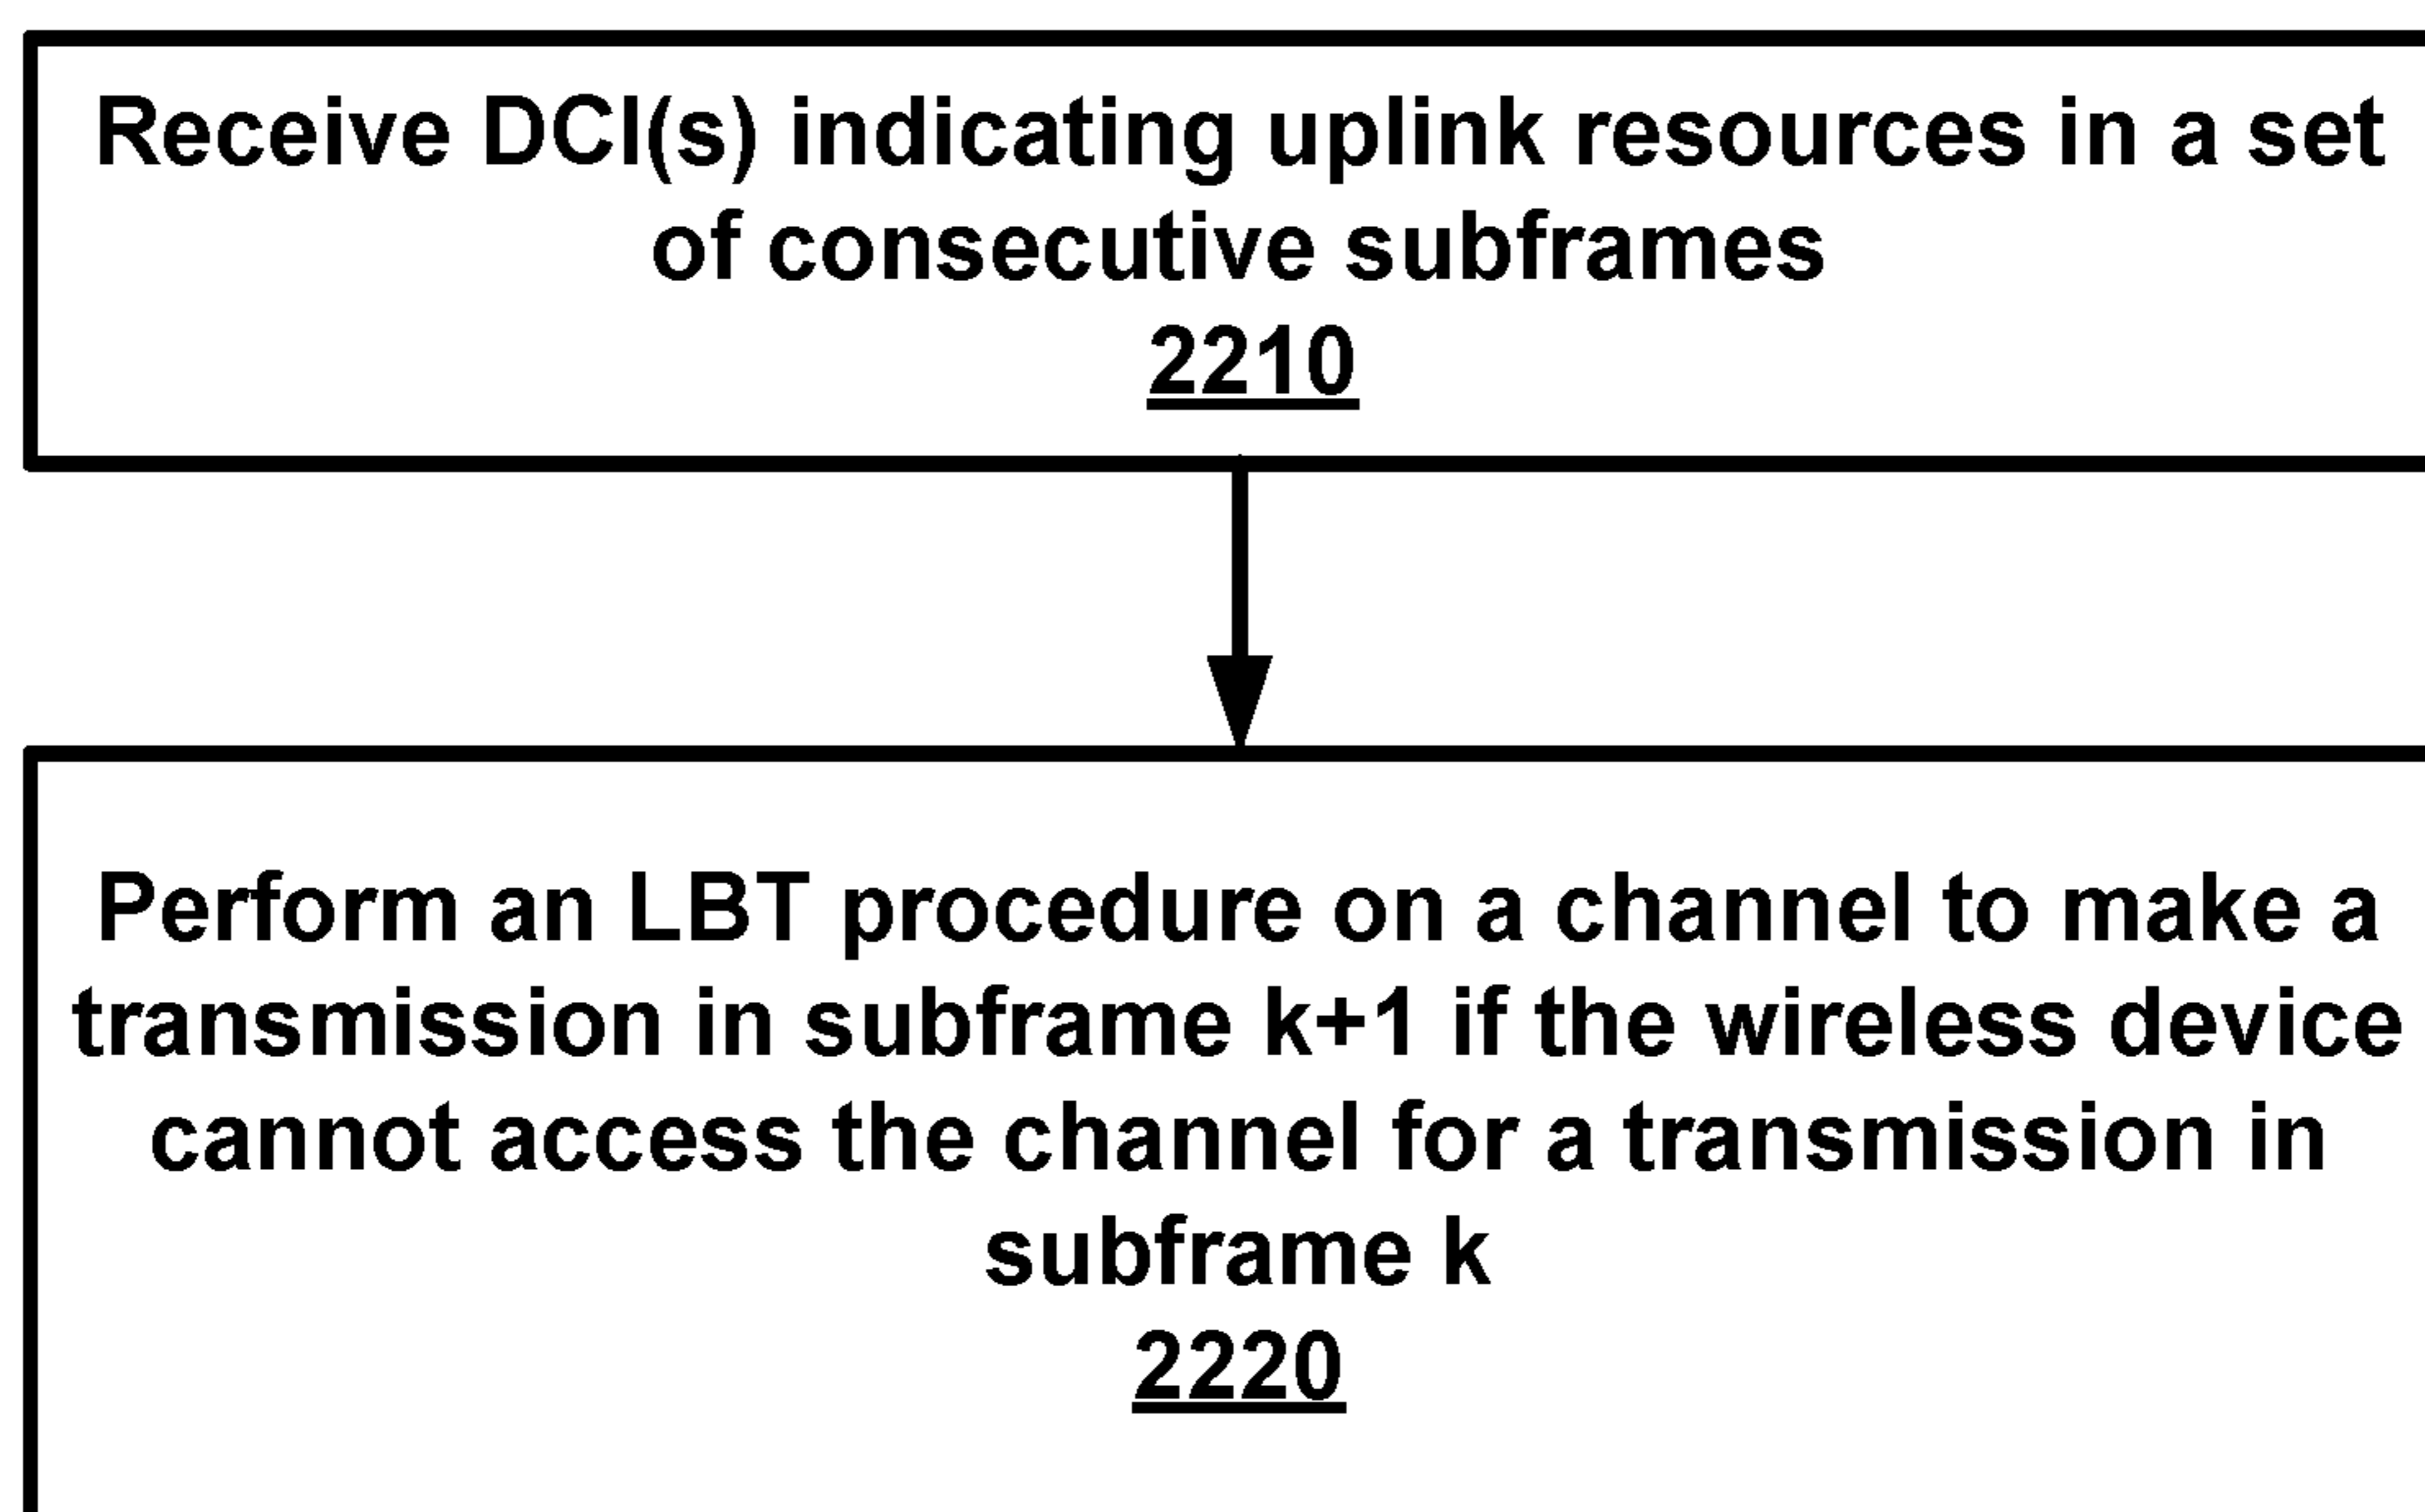 Receive DCI(s) indicating uplink resources in a set
of consecutive subframes
2210
Perform an LBT procedure on a channel to make a
transmission in subframe k+1 if the wireless device
cannot access the channel for a transmission in
subframe k
2220